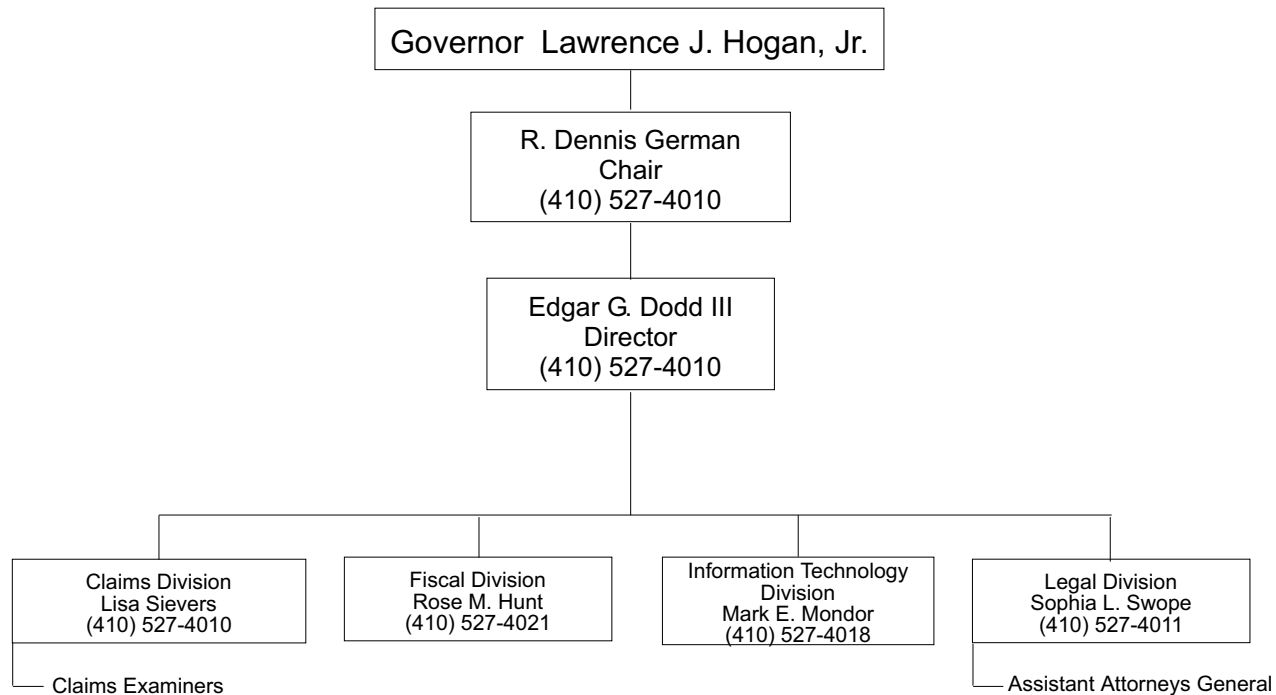 Governor Lawrence J. Hogan, Jr.
R. Dennis German
Chair
(410) 527-4010
Edgar G. Dodd III
Director
(410) 527-4010
Claims Division
Lisa Sievers
(410) 527-4010
Claims Examiners
Fiscal Division
Rose M. Hunt
(410) 527-4021
Information Technology
Division
Mark E. Mondor
(410) 527-4018
Legal Division
Sophia L. Swope
(410) 527-4011
Assistant Attorneys General